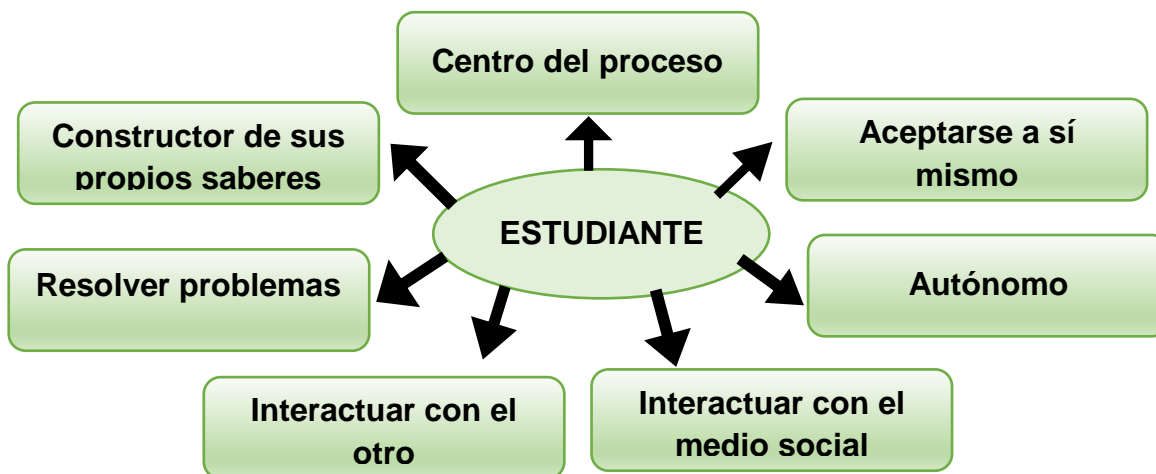 Centro del proceso
Constructor de sus
propios saberes
Aceptarse a sí
mismo
ESTUDIANTE
Resolver problemas
Autónomo
Interactuar con el
otro
Interactuar con el
medio social